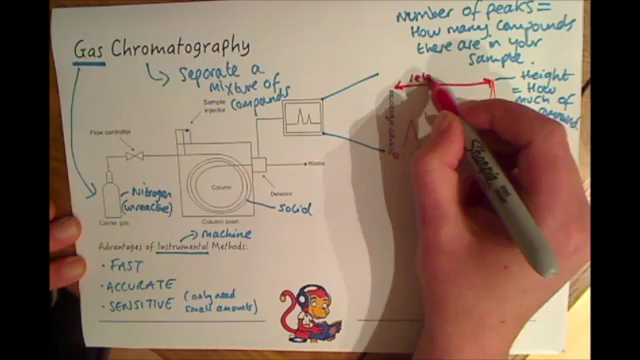 Gas Chromatography
Separate a
mixture of
compounds
Number of peaks =
How many compounds
there are in your
sample.
Height
= How
much of
Sample
injector
Flow controller
Nitrogen
(unreactive)
Carrier gas
Column
Column oven
Waste
Detector
solid
machine
Advantages of Instrumental Methods:
• FAST
• ACCURATE
• SENSITIVE (only need
small amounts)
Sharpie